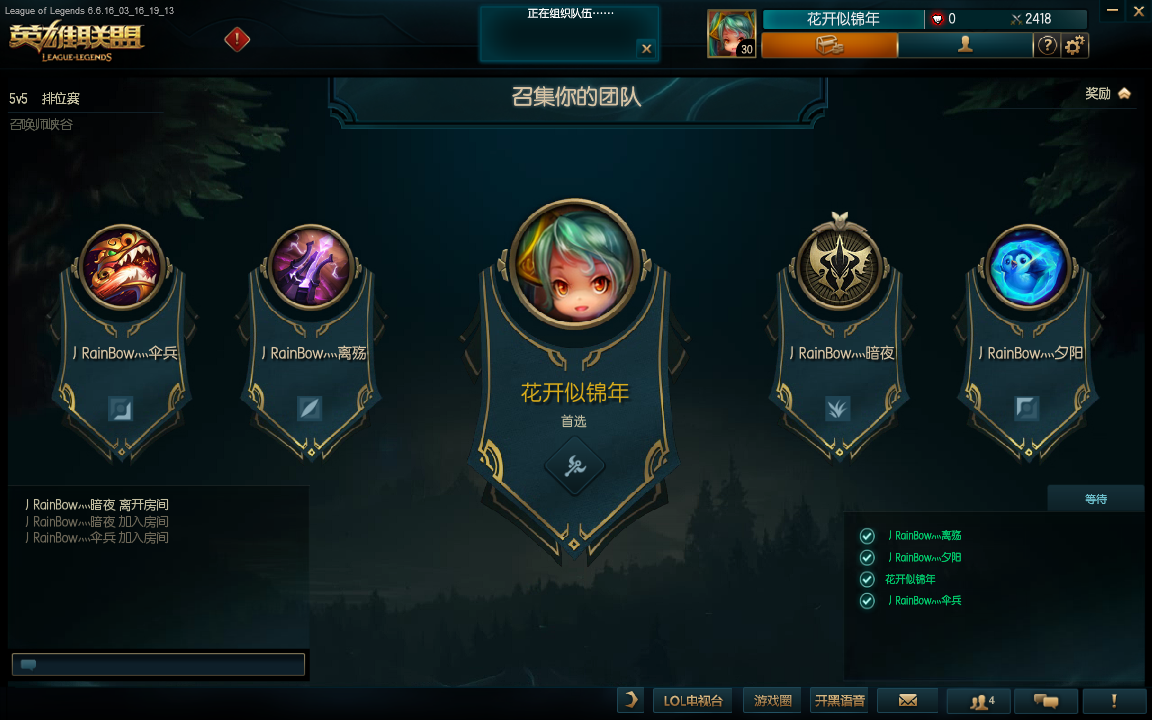 League of Legends 6.6.16_03_16_19_13
英雄联盟
LEAGUE·LEGENDS
正在组织队伍······
30
花开似锦年
0
2418
?
5v5 排位赛
召唤师峡谷
召集你的团队
奖励
丿RainBow灬伞兵
丿RainBow灬离殇
花开似锦年
首选
丿RainBow灬暗夜
丿RainBow灬夕阳
丿RainBow灬暗夜 离开房间
丿RainBow灬暗夜 加入房间
丿RainBow灬伞兵 加入房间
等待
丿RainBow灬离殇
丿RainBow灬夕阳
花开似锦年
丿RainBow灬伞兵
LOL电视台
游戏圈
开黑语音
4
!